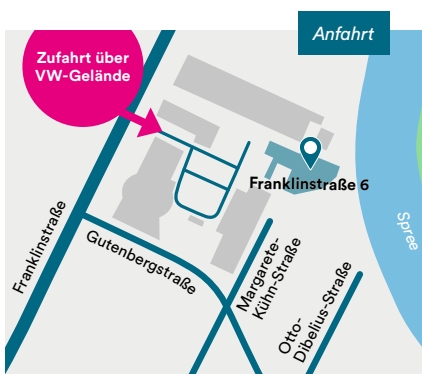 Anfahrt
Zufahrt über
VW-Gelände
Franklinstraße 6
Spree
Franklinstraße
Gutenbergstraße
Margarete-
Kühn-Straße
Otto-
Dibelius-Straße